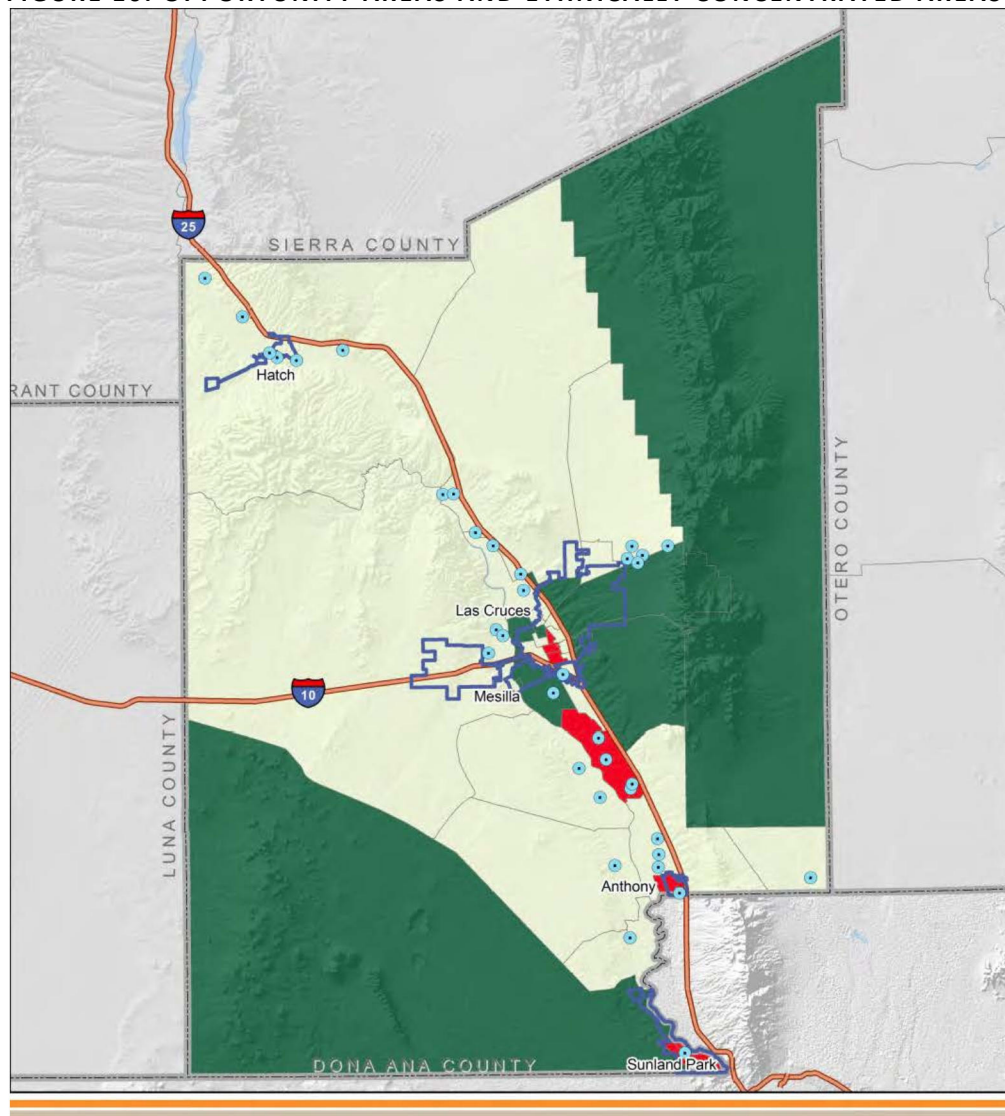 25
SIERRA COUNTY
Hatch
RANT COUNTY
OTERO COUNTY
Las Cruces
10
Mesilla
LUNA COUNTY
Anthony
DONA ANA COUNTY
Sunland Park